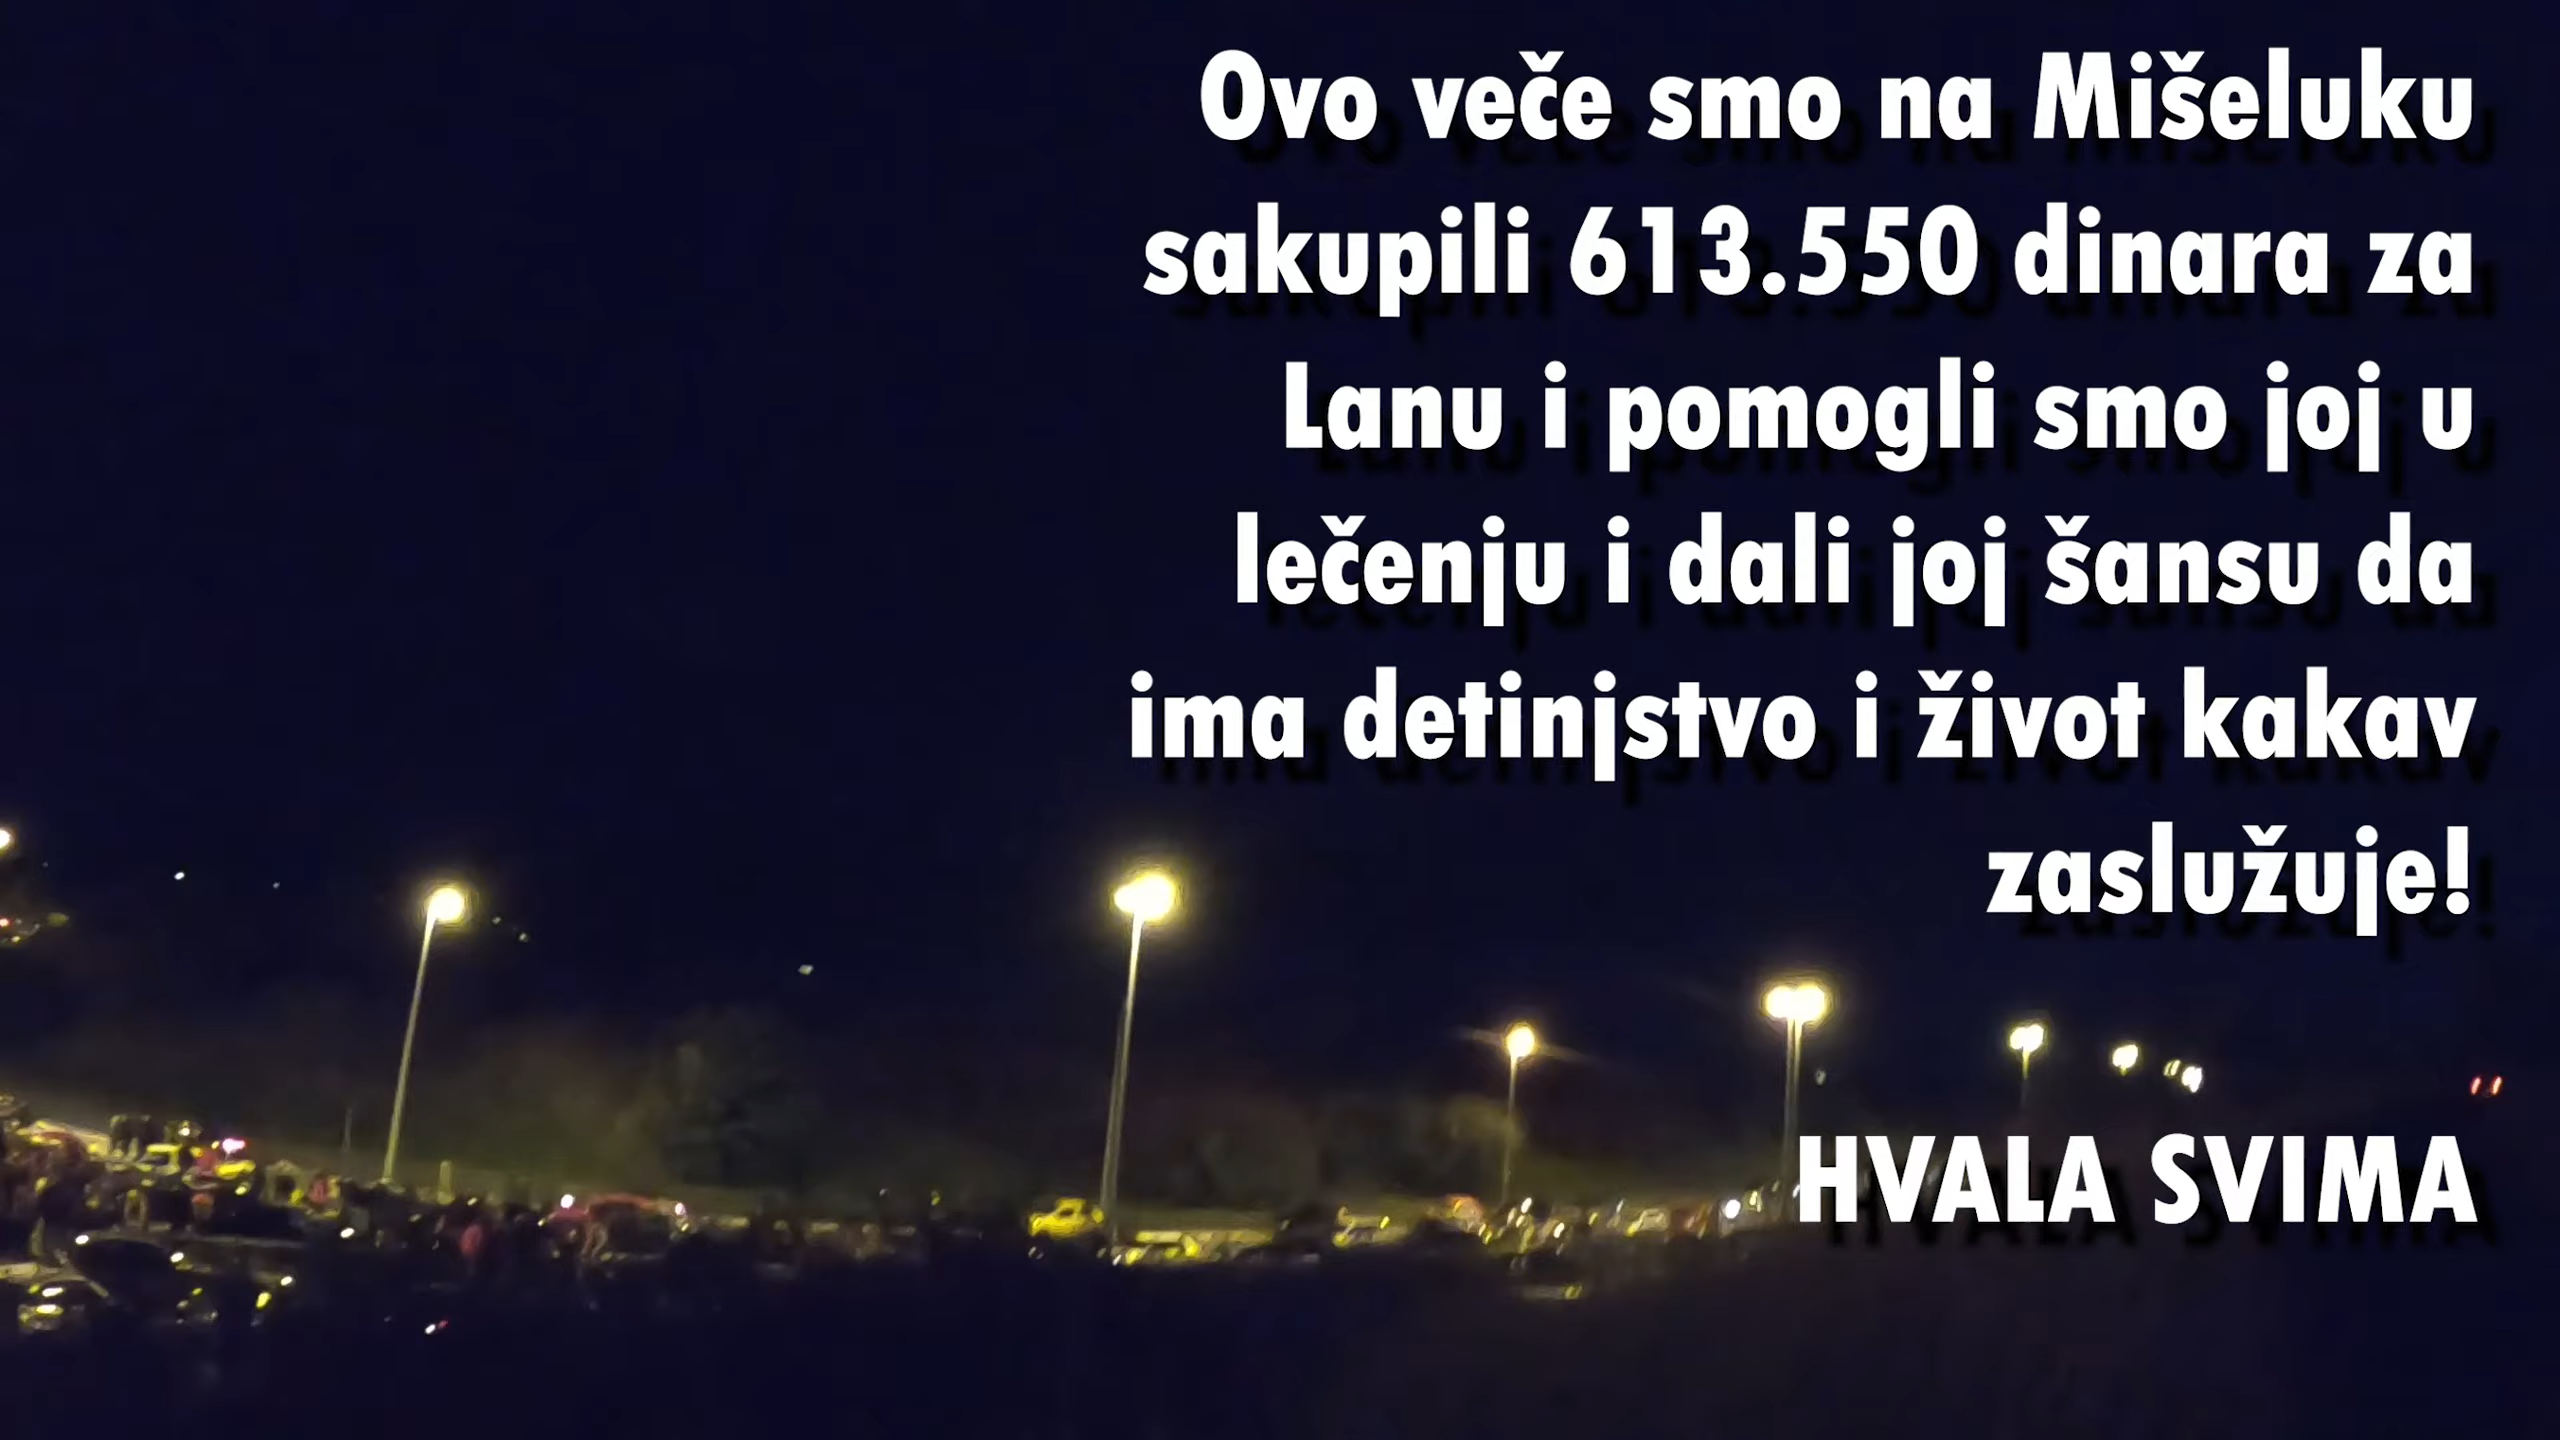 Ovo veče smo na Mišeluku
sakupili 613.550 dinara za
Lanu i pomogli smo joj u
lečenju i dali joj šansu da
ima detinjstvo i život kakav
zaslužuje!
HVALA SVIMA